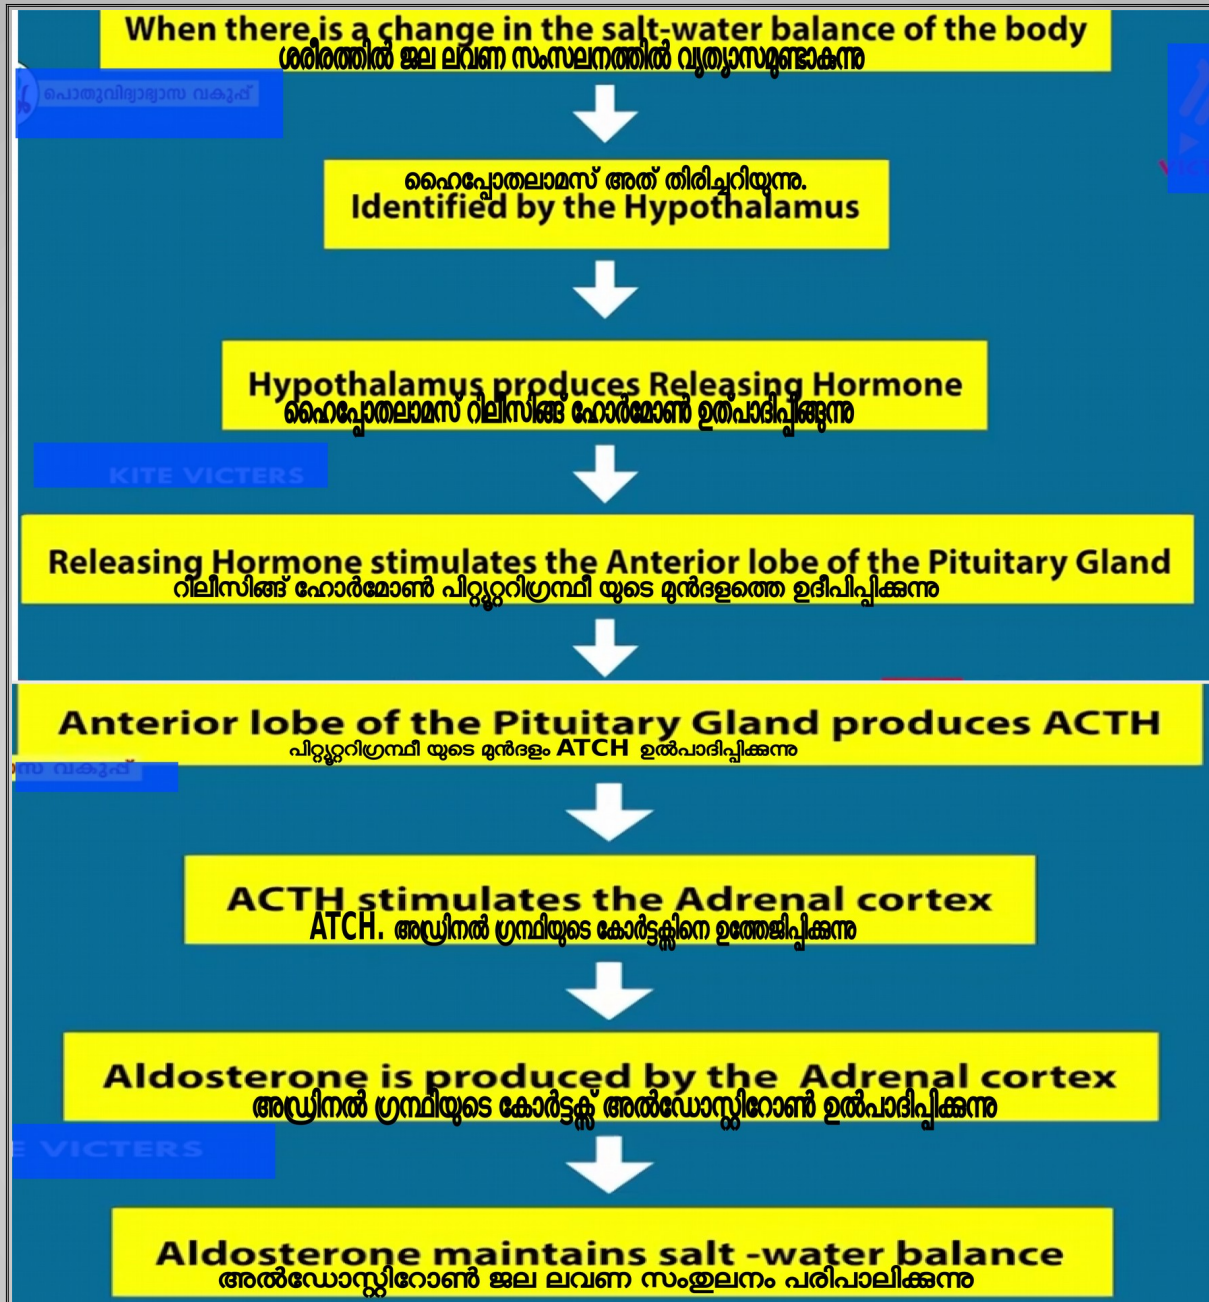 When there is a change in the salt-water balance of the body
ശരീരത്തിൽ ജല ലവണ സംസലനത്തിൽ വ്യത്യാസമുണ്ടാകുന്നു
പൊതുവിദ്യാഭ്യാസ വകുപ്പ്
ഹൈപ്പോതലാമസ് അത് തിരിച്ചറിയുന്നു.
Identified by the Hypothalamus
Hypothalamus produces Releasing Hormone
ഹൈപ്പോതലാമസ് റിലീസിങ്ങ് ഹോർമോൺ ഉത്പാദിപ്പിങ്ങുന്നു
KITE VICTERS
Releasing Hormone stimulates the Anterior lobe of the Pituitary Gland
റിലീസിങ്ങ് ഹോർമോൺ പിറ്റ്യൂറ്ററിഗ്രന്ഥീ യുടെ മുൻദളത്തെ ഉദീപിപ്പിക്കുന്നു
Anterior lobe of the Pituitary Gland produces ACTH
പിറ്റ്യൂറ്ററിഗ്രന്ഥീ യുടെ മുൻദളം ATCH ഉൽപാദിപ്പിക്കുന്നു
വകുപ്പ്
ACTH stimulates the Adrenal cortex
ATCH. അഡ്രിനൽ ഗ്രന്ഥിയുടെ കോർട്ടക്സിനെ ഉത്തേജിപ്പിക്കുന്നു
Aldosterone is produced by the Adrenal cortex
അഡ്രിനൽ ഗ്രന്ഥിയുടെ കോർട്ടക്സ് അൽഡോസ്റ്റിറോൺ ഉൽപാദിപ്പിക്കുന്നു
E VICTERS
Aldosterone maintains salt -water balance
അൽഡോസ്റ്റിറോൺ ജല ലവണ സംതുലനം പരിപാലിക്കുന്നു